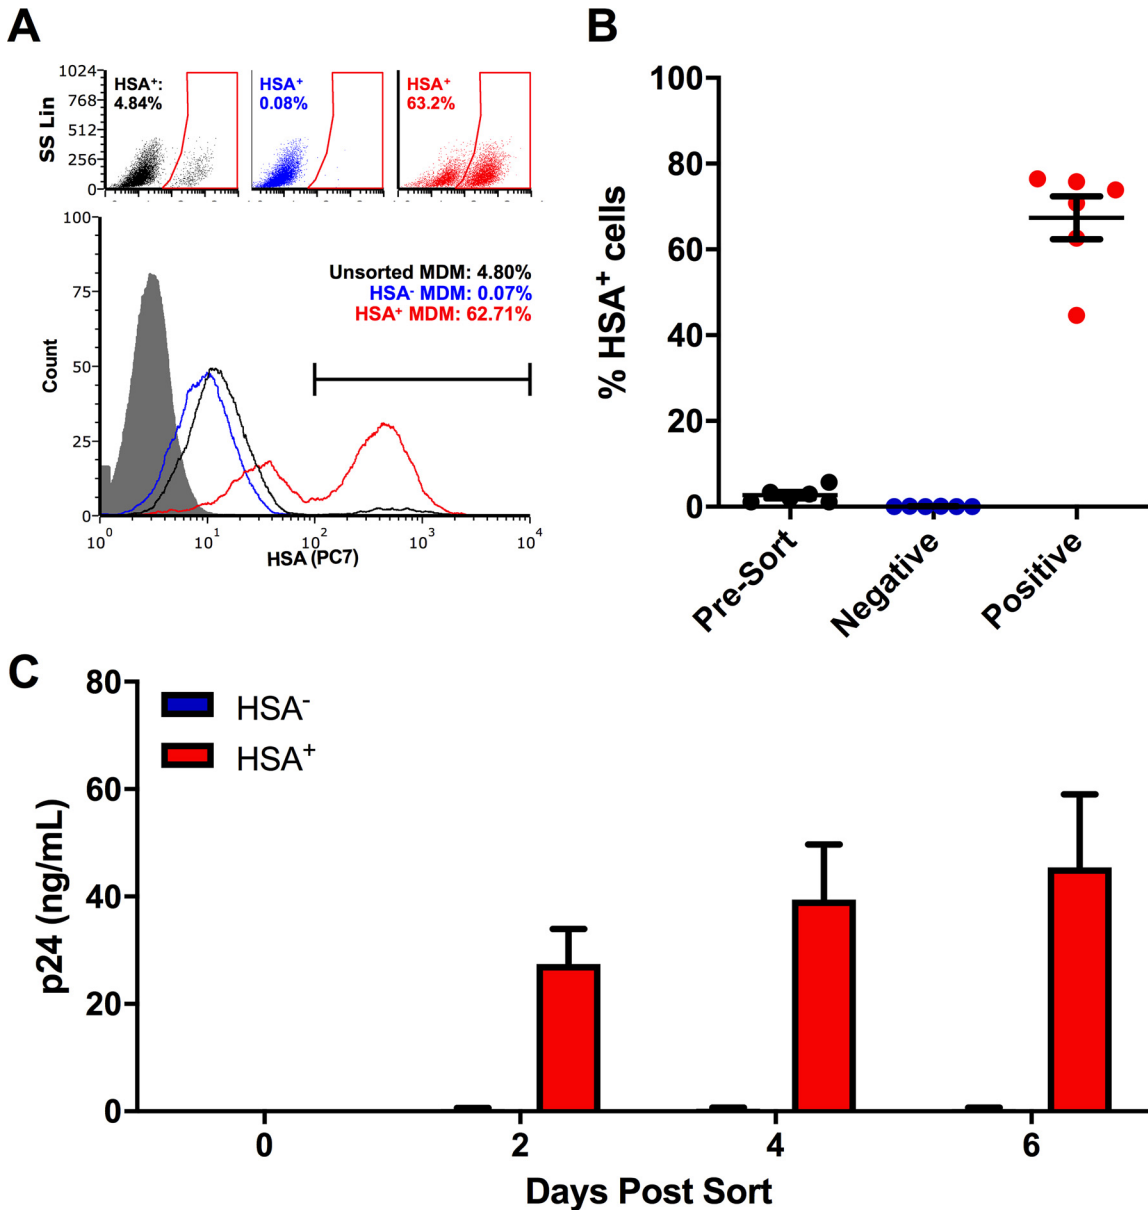 A
SS Lin
1024
768
512
256
0
HSA⁺:
4.84%
HSA⁺
0.08%
HSA⁺
63.2%
100
75
50
25
0
Count
Unsorted MDM: 4.80%
HSA⁻ MDM: 0.07%
HSA⁺ MDM: 62.71%
10⁰ 10¹ 10² 10³ 10⁴
HSA (PC7)
B
% HSA⁺ cells
100
80
60
40
20
0
Pre-Sort
Negative
Positive
C
p24 (ng/mL)
80
60
40
20
0
HSA⁻
HSA⁺
0 2 4 6
Days Post Sort